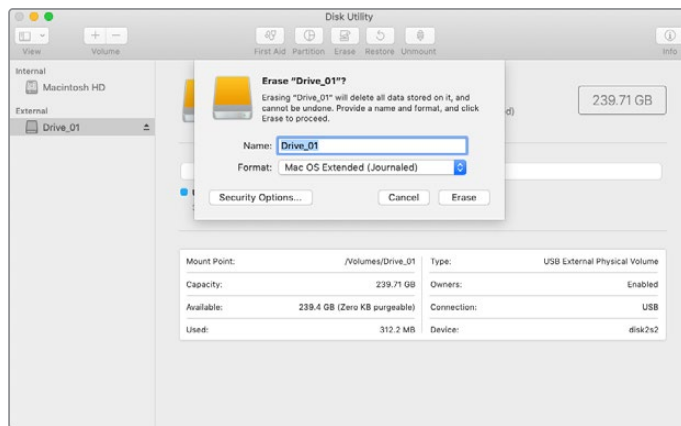 Disk Utility
View
Volume
First Aid
Partition
Erase
Restore
Unmount
Info
Internal
Macintosh HD
External
Drive_01
239.71 GB
Erase “Drive_01”?
Erasing “Drive_01” will delete all data stored on it, and
cannot be undone. Provide a name and format, and click
Erase to proceed.
Name: Drive_01
Format: Mac OS Extended (Journaled)
Security Options...
Cancel
Erase
Mount Point: /Volumes/Drive_01
Type: USB External Physical Volume
Capacity: 239.71 GB
Owners: Enabled
Available: 239.4 GB (Zero KB purgeable)
Connection: USB
Used: 312.2 MB
Device: disk2s2